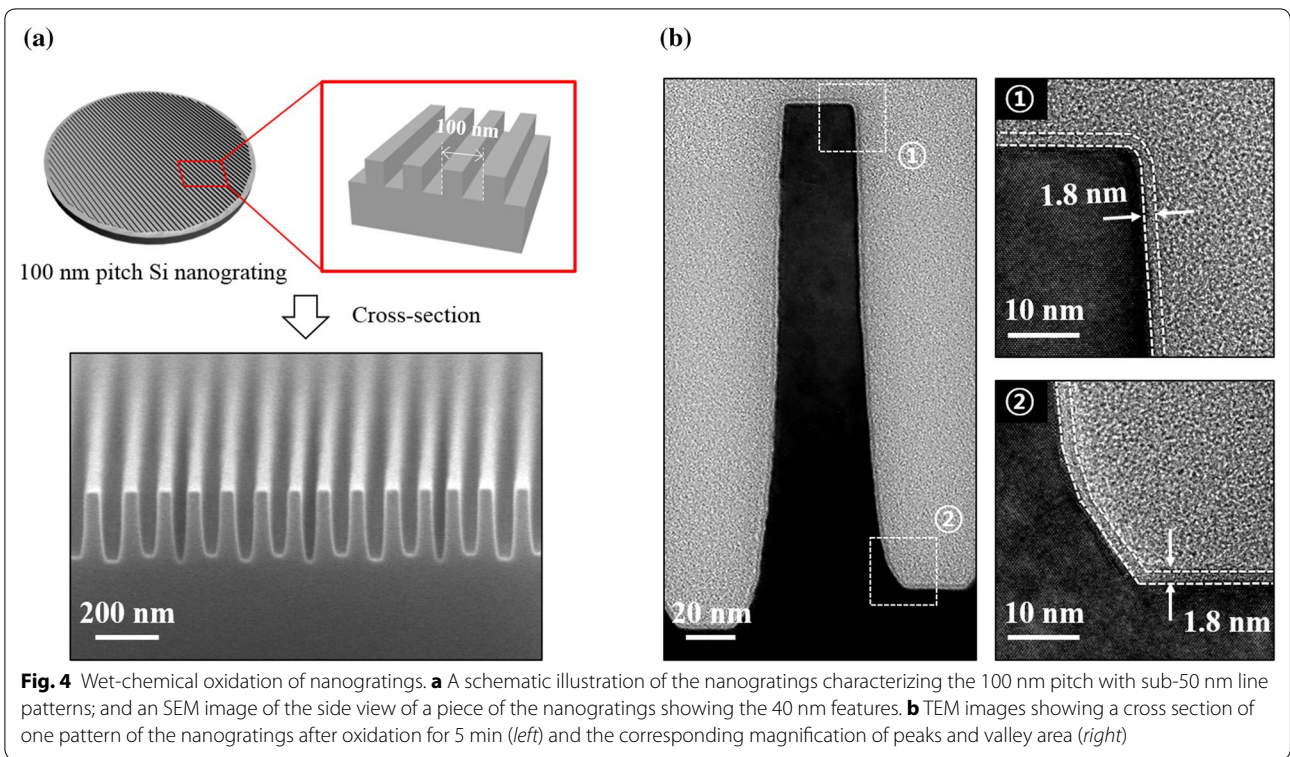 (a)
(b)
100 nm
100 nm pitch Si nanograting
Cross-section
200 nm
①
②
20 nm
①
1.8 nm
10 nm
②
10 nm
1.8 nm
Fig. 4 Wet-chemical oxidation of nanogratings. a A schematic illustration of the nanogratings characterizing the 100 nm pitch with sub-50 nm line
patterns; and an SEM image of the side view of a piece of the nanogratings showing the 40 nm features. b TEM images showing a cross section of
one pattern of the nanogratings after oxidation for 5 min (left) and the corresponding magnification of peaks and valley area (right)